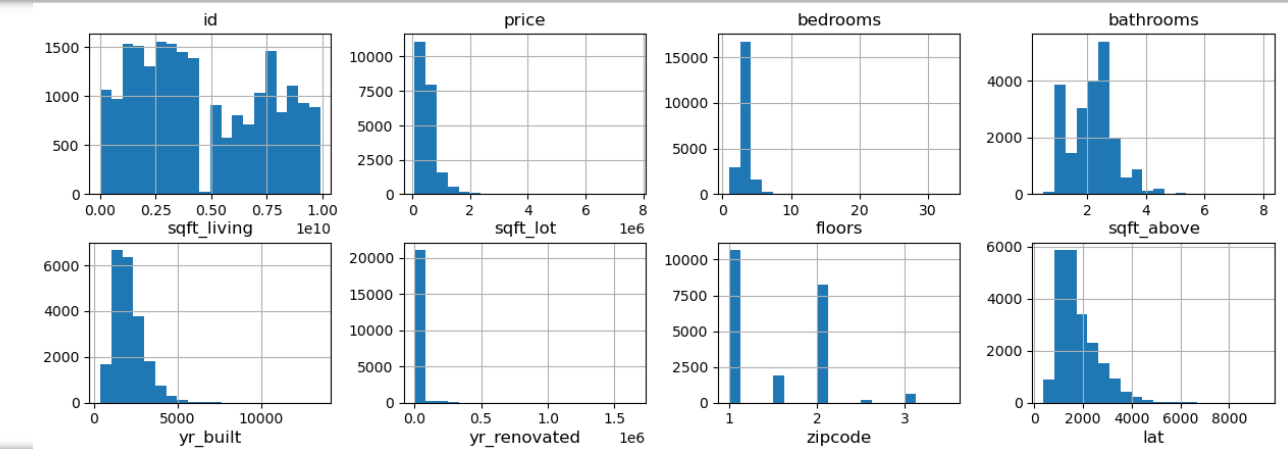 id price bedrooms bathrooms
1500 10000 15000 4000
1000 7500 10000
5000 2000
500 2500 5000
0 0 0 0
0.00 0.25 0.50 0.75 1.00 0 2 4 6 8 0 10 20 30 2 4 6 8
1e10 1e6
sqft_living sqft_lot floors sqft_above
6000 20000 10000 6000
15000 7500
4000 4000
10000 5000
2000 5000 2500 2000
0 0 0 0
0 5000 10000 0.0 0.5 1.0 1.5 1 2 3 0 2000 4000 6000 8000
1e6
yr_built yr_renovated zipcode lat